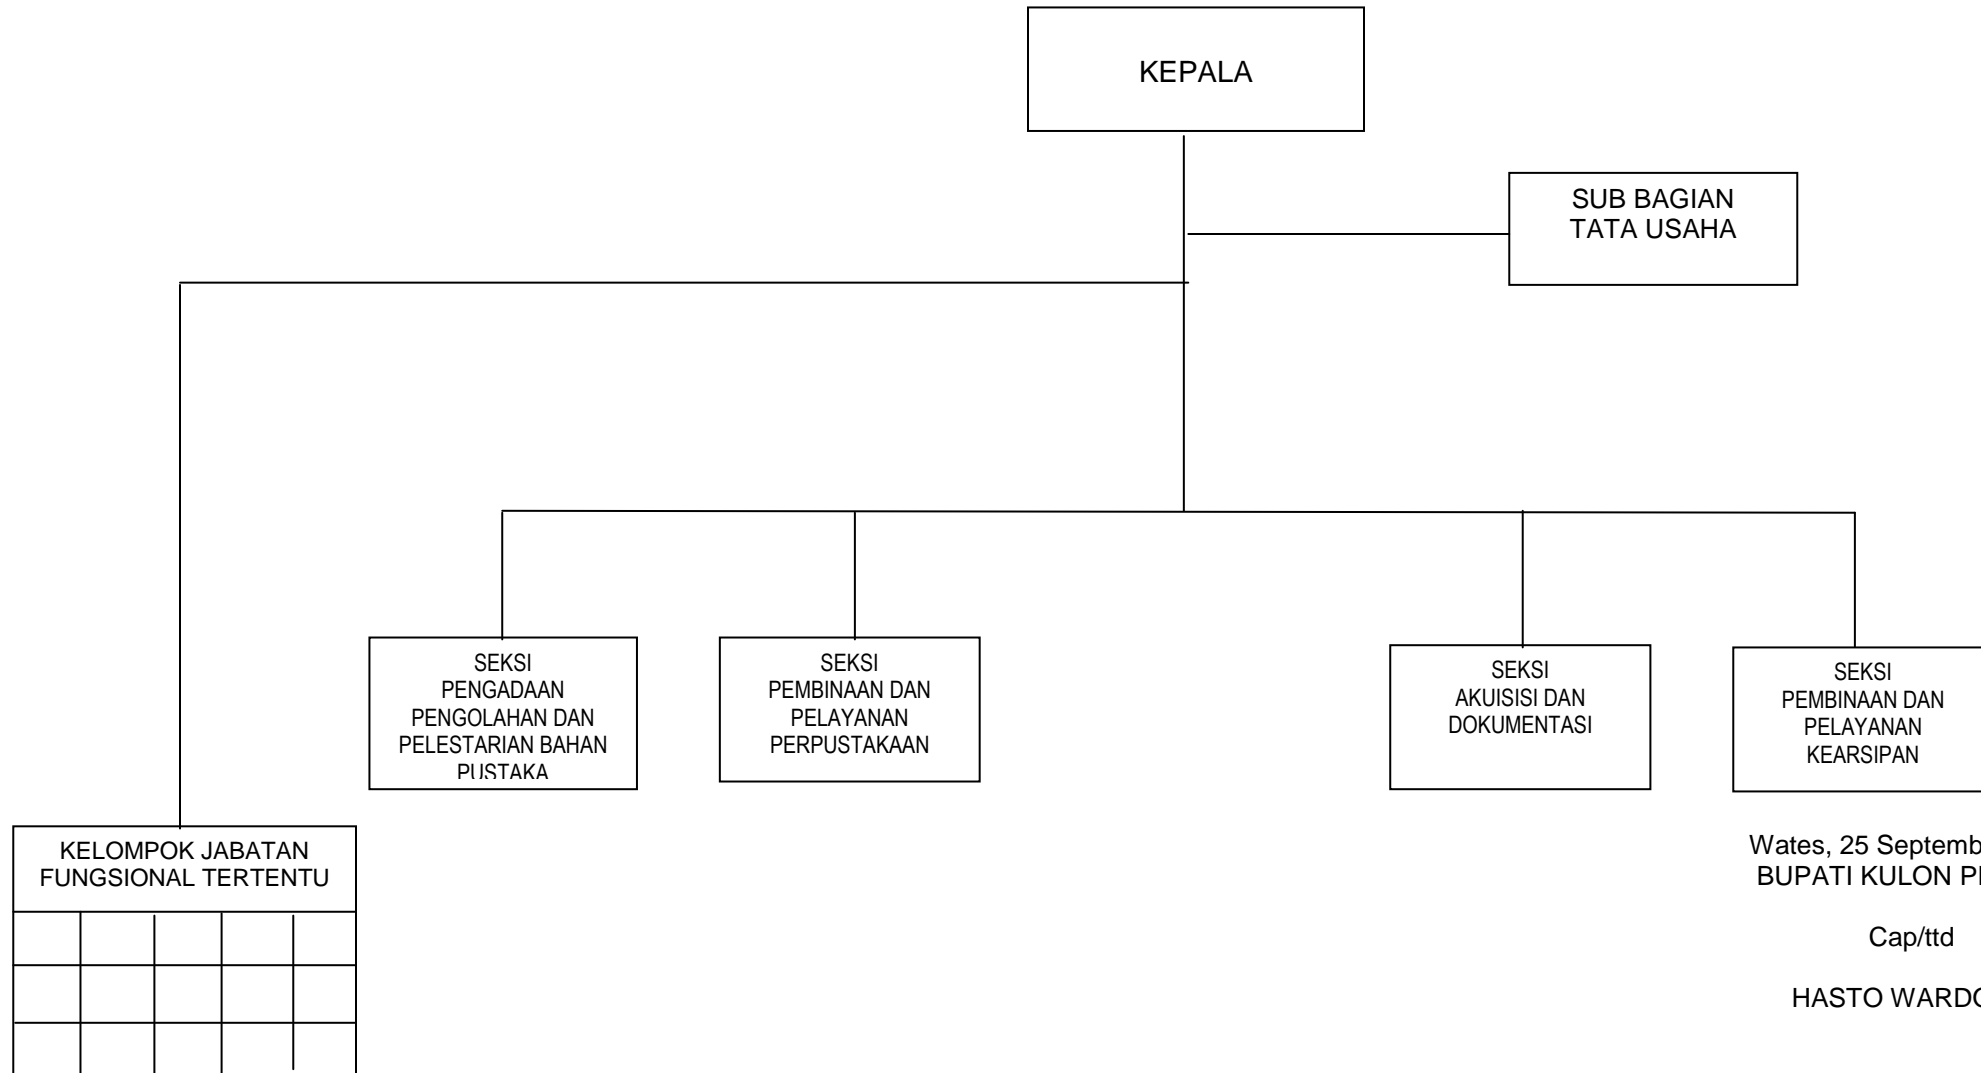 KEPALA
SUB BAGIAN
TATA USAHA
SEKSI
PENGADAAN
PENGOLAHAN DAN
PELESTARIAN BAHAN
PUSTAKA
SEKSI
PEMBINAAN DAN
PELAYANAN
PERPUSTAKAAN
SEKSI
AKUISISI DAN
DOKUMENTASI
SEKSI
PEMBINAAN DAN
PELAYANAN
KEARSIPAN
KELOMPOK JABATAN
FUNGSIONAL TERTENTU
Wates, 25
BUPATI KULON
Cap/ttd
HASTO